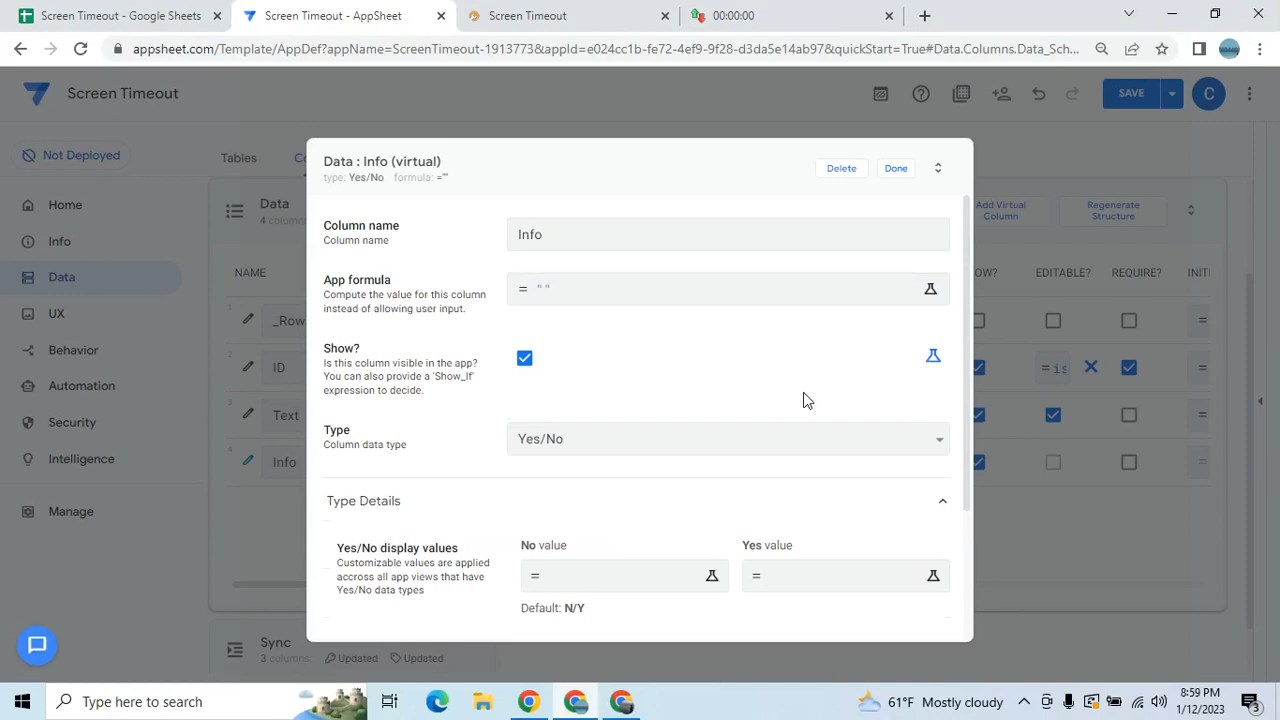 Screen Timeout - Google Sheets
Screen Timeout - AppSheet
Screen Timeout
00:00:00
appsheet.com/Template/AppDef?appName=ScreenTimeout-1913773&appId=e024cc1b-fe72-4ef9-9f28-d3da5e14ab97&quickStart=True#Data.Columns.Data_Sch...
Screen Timeout
SAVE
C
Not Deployed
Tables
Co
Home
Info
Data
UX
Behavior
Automation
Security
Intelligence
Manage
Data
4 column
Add Virtual
Column
Regenerate
Structure
NAME
OW?
EDITABLE?
REQUIRE?
INITI
1
_Row
=
2
ID
= is
=
3
Text
=
4
Info
=
Data : Info (virtual)
type: Yes/No formula: =""
Delete
Done
Column name
Column name
Info
App formula
Compute the value for this column
instead of allowing user input.
= ""
Show?
Is this column visible in the app?
You can also provide a 'Show_If'
expression to decide.
Type
Column data type
Yes/No
Type Details
Yes/No display values
Customizable values are applied
accross all app views that have
Yes/No data types
No value
Yes value
=
=
Default: N/Y
Sync
3 columns:
Updated
Updated
Type here to search
61°F Mostly cloudy
8:59 PM
1/12/2023
3